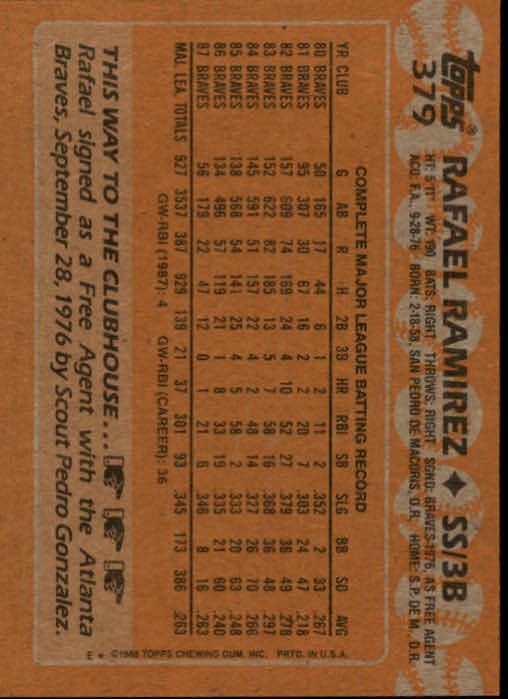 topps® RAFAEL RAMIREZ ♦ SS/3B
379
HT: 5'11" WT: 190 BATS: RIGHT THROWS: RIGHT SGND: BRAVES-1976, AS FREE AGENT
ACQ: F.A., 9-28-76 BORN: 2-18-58, SAN PEDRO DE MACORIS, D.R. HOME: S.P. DE M., D.R.
COMPLETE MAJOR LEAGUE BATTING RECORD
YR CLUB G AB R H 2B 3B HR RBI SB SLG BB SO AVG
80 BRAVES 50 165 17 44 6 1 2 11 2 .352 2 33 .267
81 BRAVES 95 307 30 67 16 2 2 20 7 .303 24 47 .218
82 BRAVES 157 609 74 169 24 4 10 52 27 .379 36 49 .278
83 BRAVES 152 622 82 185 13 5 7 58 16 .368 36 48 .297
84 BRAVES 145 591 51 157 22 4 2 48 14 .327 26 70 .266
85 BRAVES 138 568 54 141 25 4 5 58 2 .333 20 63 .248
86 BRAVES 134 496 57 119 21 1 8 33 19 .335 21 60 .240
87 BRAVES 56 179 22 47 12 0 1 21 6 .346 8 16 .263
MAJ. LEA. TOTALS 927 3537 387 929 139 21 37 301 93 .345 173 386 .263
GW-RBI (1987): 4 GW-RBI (CAREER): 36
THIS WAY TO THE CLUBHOUSE...
Rafael signed as a Free Agent with the Atlanta
Braves, September 28, 1976 by Scout Pedro Gonzalez.
E * ©1988 TOPPS CHEWING GUM, INC. PRTD. IN U.S.A.